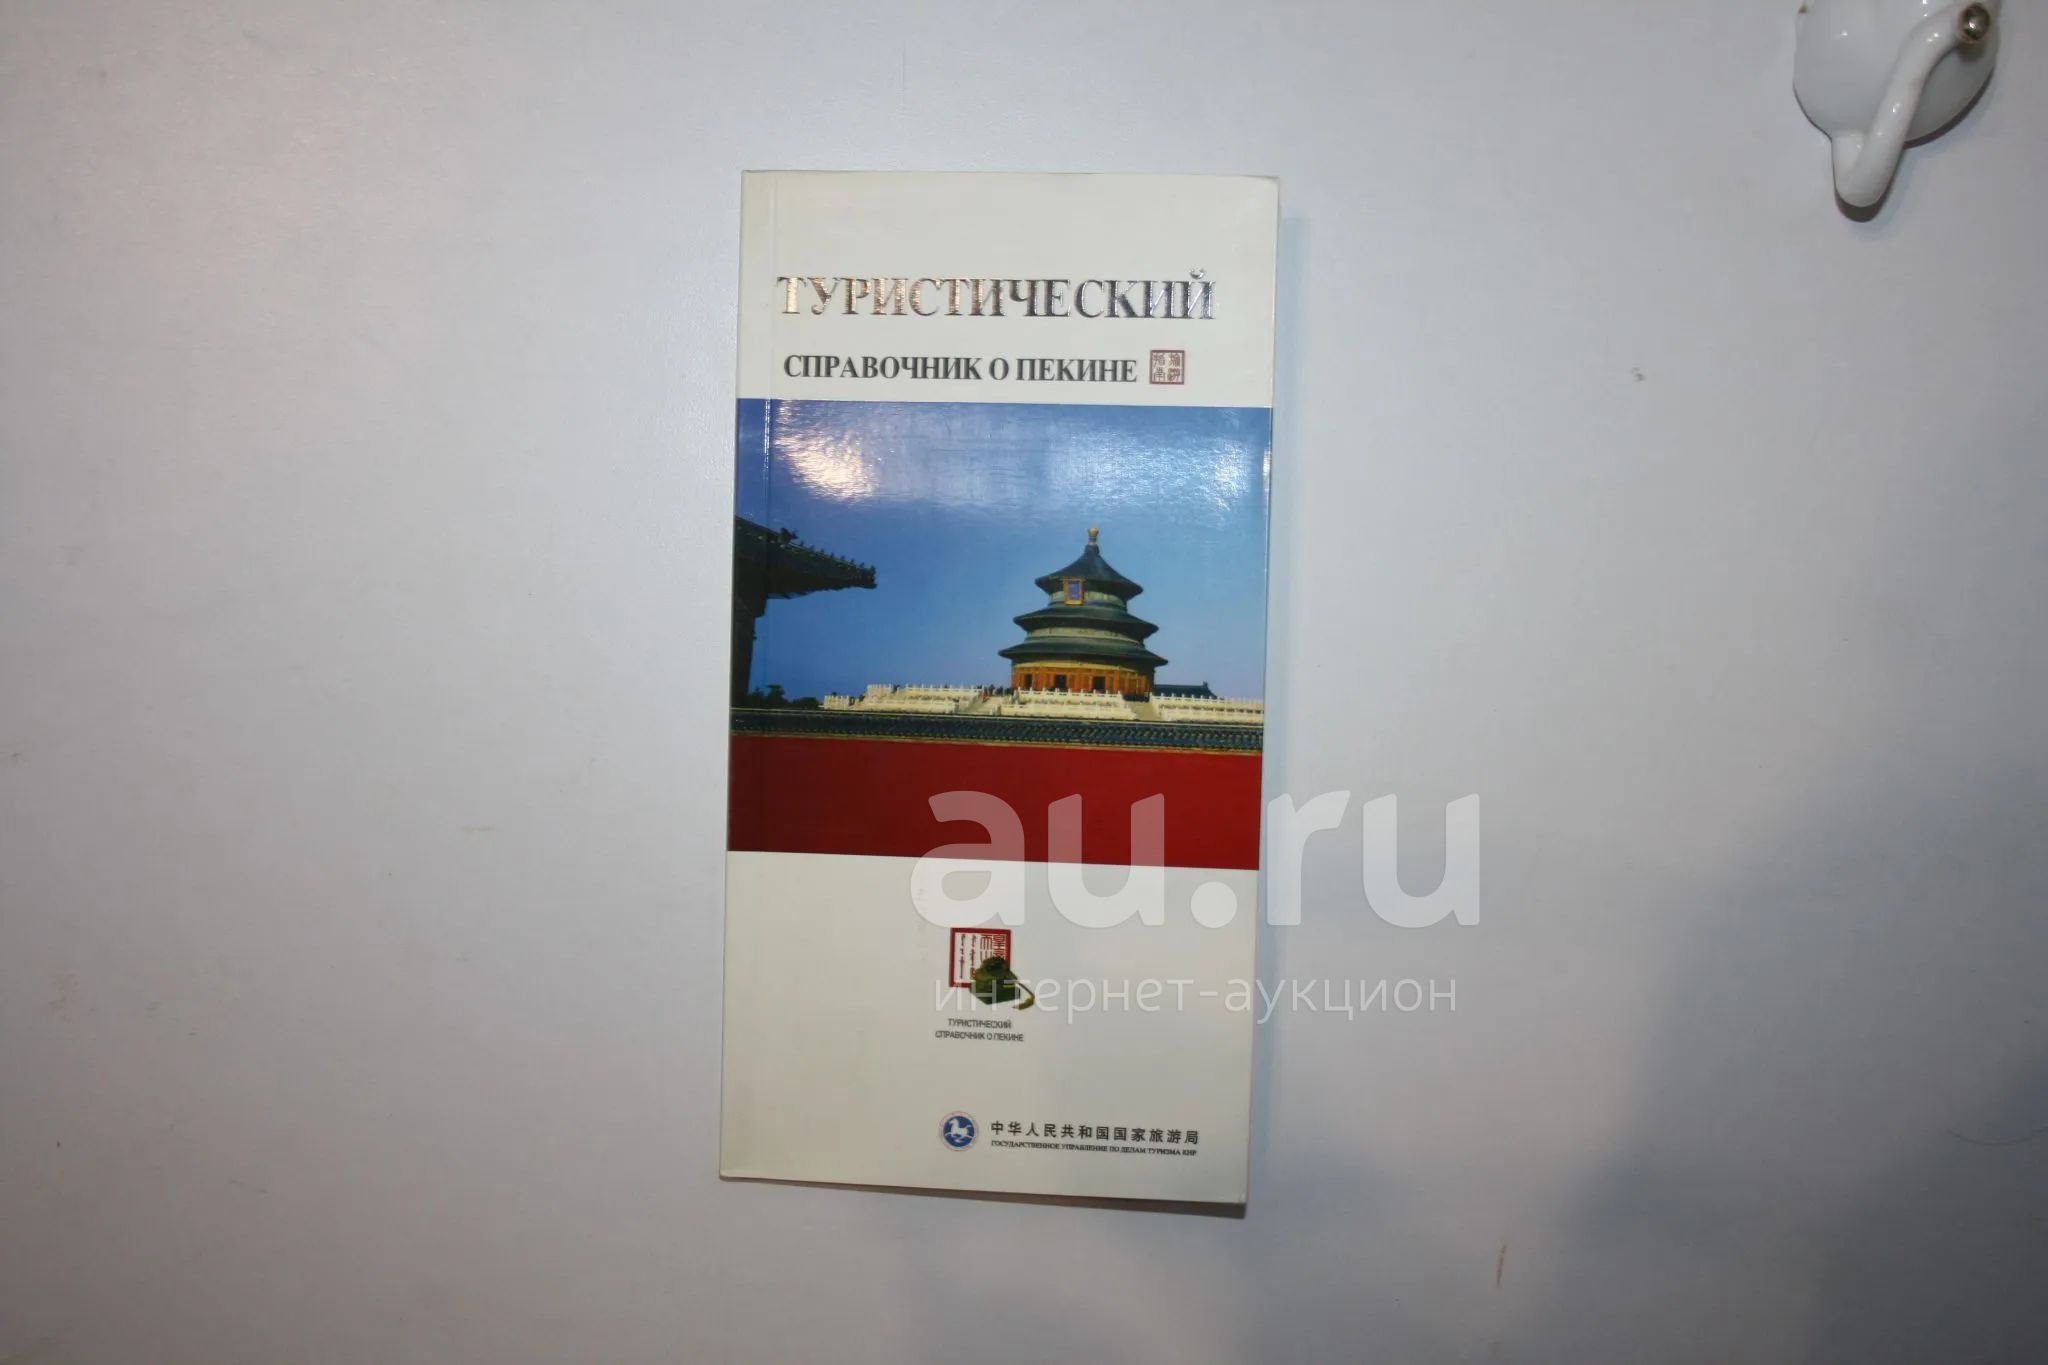 ТУРИСТИЧЕСКИЙ
СПРАВОЧНИК О ПЕКИНЕ
au.ru
интернет-аукцион
ТУРИСТИЧЕСКИЙ
СПРАВОЧНИК О ПЕКИНЕ
中华人民共和国国家旅游局
ГОСУДАРСТВЕННОЕ УПРАВЛЕНИЕ ПО ДЕЛАМ ТУРИЗМА КНР